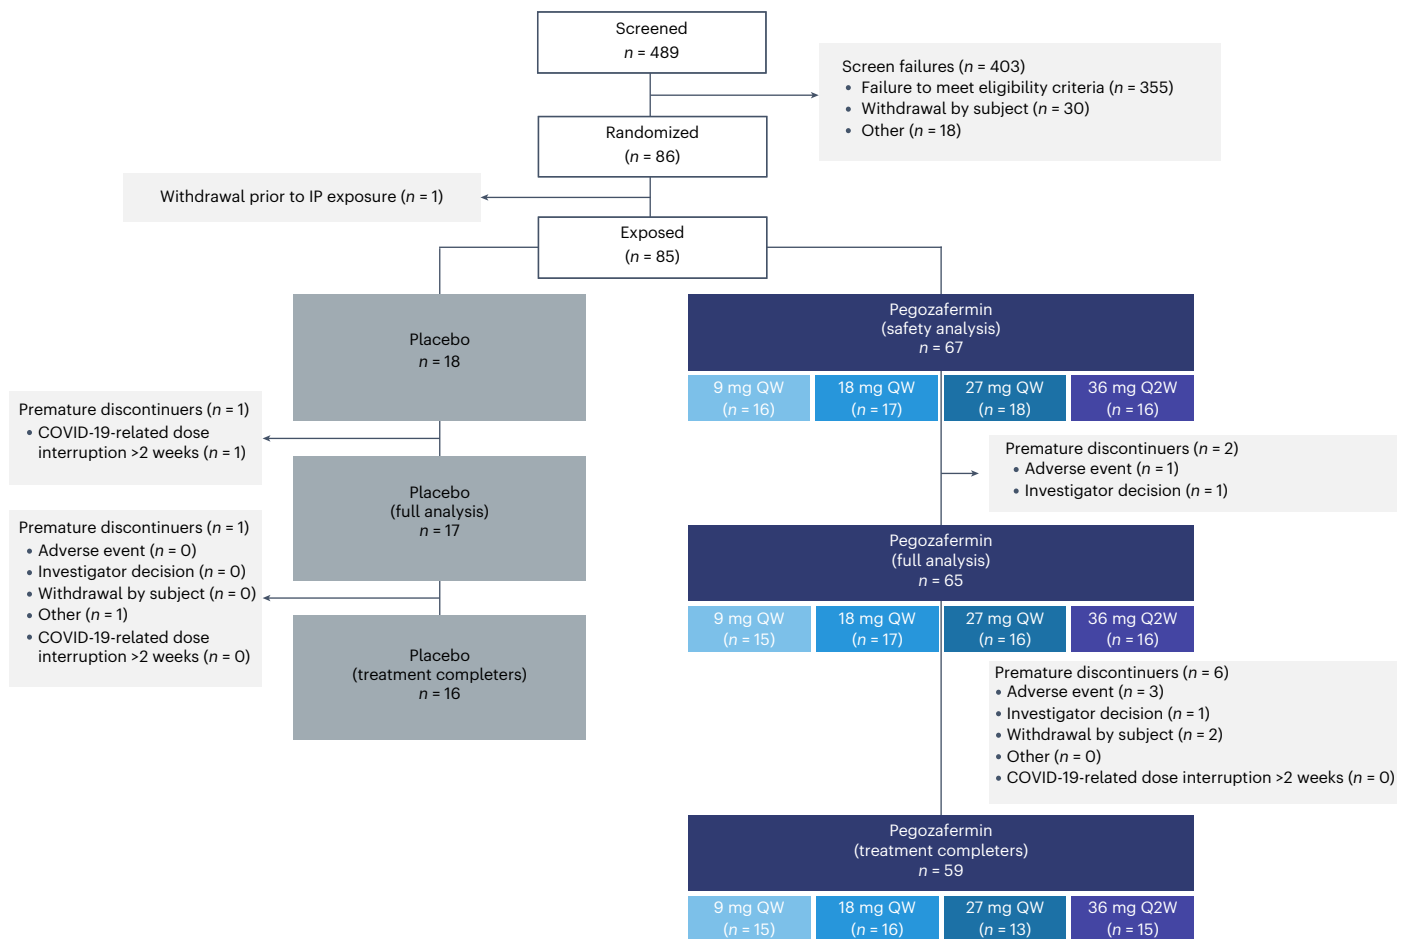 Screened
n = 489
Screen failures (n = 403)
• Failure to meet eligibility criteria (n = 355)
• Withdrawal by subject (n = 30)
• Other (n = 18)
Randomized
(n = 86)
Withdrawal prior to IP exposure (n = 1)
Exposed
(n = 85)
Placebo
n = 18
Pegozafermin
(safety analysis)
n = 67
9 mg QW
(n = 16)
18 mg QW
(n = 17)
27 mg QW
(n = 18)
36 mg Q2W
(n = 16)
Premature discontinuers (n = 1)
• COVID-19-related dose
interruption >2 weeks (n = 1)
Premature discontinuers (n = 2)
• Adverse event (n = 1)
• Investigator decision (n = 1)
Placebo
(full analysis)
n = 17
Pegozafermin
(full analysis)
n = 65
9 mg QW
(n = 15)
18 mg QW
(n = 17)
27 mg QW
(n = 16)
36 mg Q2W
(n = 16)
Premature discontinuers (n = 1)
• Adverse event (n = 0)
• Investigator decision (n = 0)
• Withdrawal by subject (n = 0)
• Other (n = 1)
• COVID-19-related dose
interruption >2 weeks (n = 0)
Premature discontinuers (n = 6)
• Adverse event (n = 3)
• Investigator decision (n = 1)
• Withdrawal by subject (n = 2)
• Other (n = 0)
• COVID-19-related dose interruption >2 weeks (n = 0)
Placebo
(treatment completers)
n = 16
Pegozafermin
(treatment completers)
n = 59
9 mg QW
(n = 15)
18 mg QW
(n = 16)
27 mg QW
(n = 13)
36 mg Q2W
(n = 15)